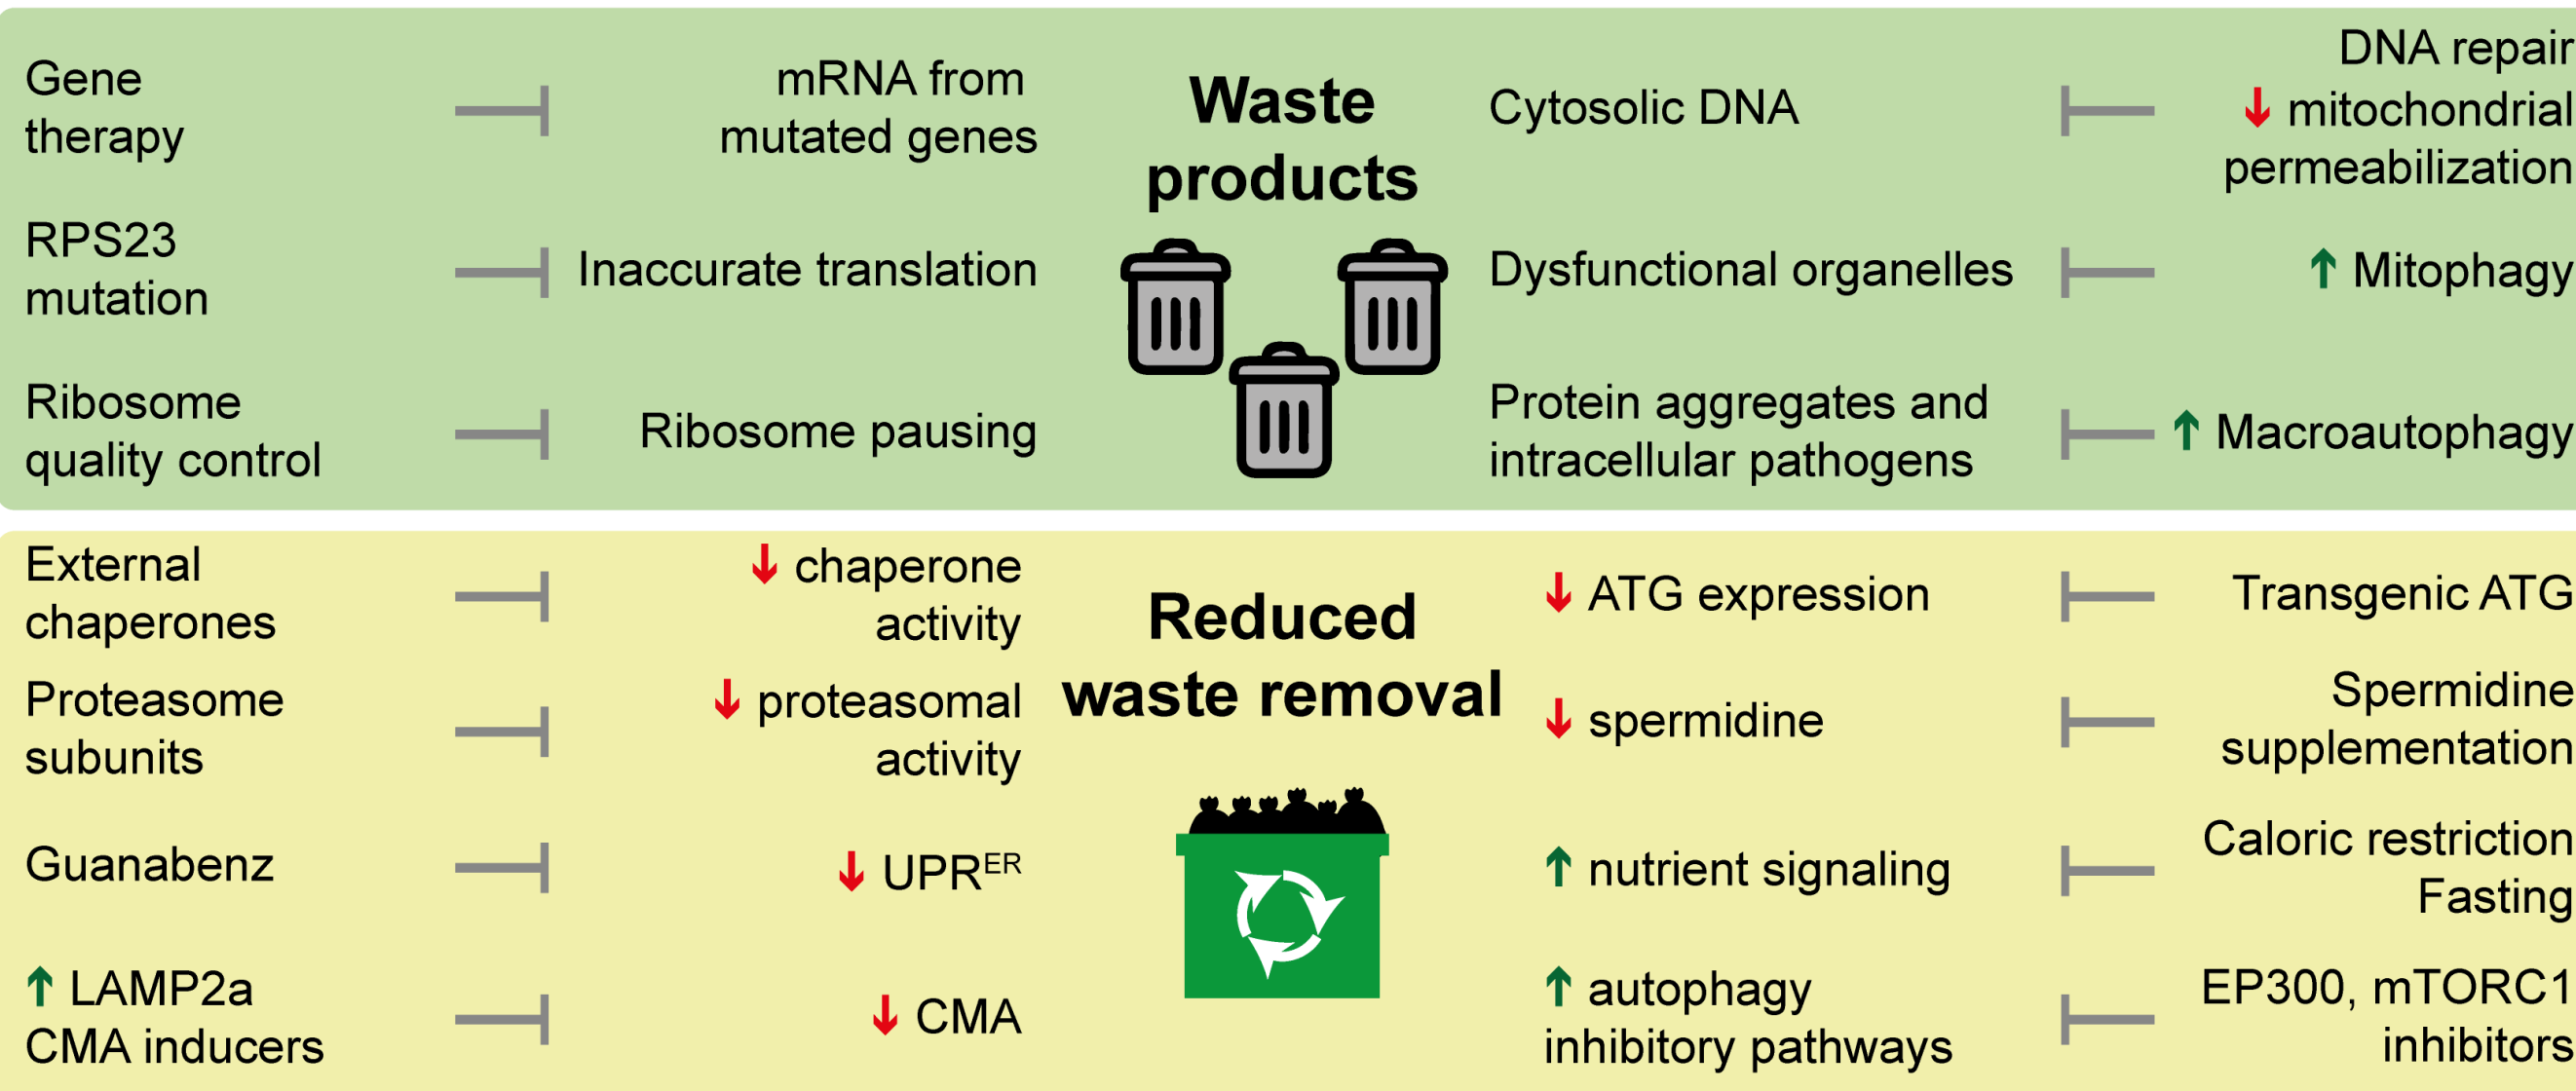 Gene
therapy
mRNA from
mutated genes
RPS23
mutation
Inaccurate translation
Ribosome
quality control
Ribosome pausing
Waste
products
Cytosolic DNA
DNA repair
↓ mitochondrial
permeabilization
Dysfunctional organelles
↑ Mitophagy
Protein aggregates and
intracellular pathogens
↑ Macroautophagy
External
chaperones
↓ chaperone
activity
Proteasome
subunits
↓ proteasomal
activity
Guanabenz
↓ UPRᴱᴿ
↑ LAMP2a
CMA inducers
↓ CMA
Reduced
waste removal
↓ ATG expression
Transgenic ATG
↓ spermidine
Spermidine
supplementation
↑ nutrient signaling
Caloric restriction
Fasting
↑ autophagy
inhibitory pathways
EP300, mTORC1
inhibitors